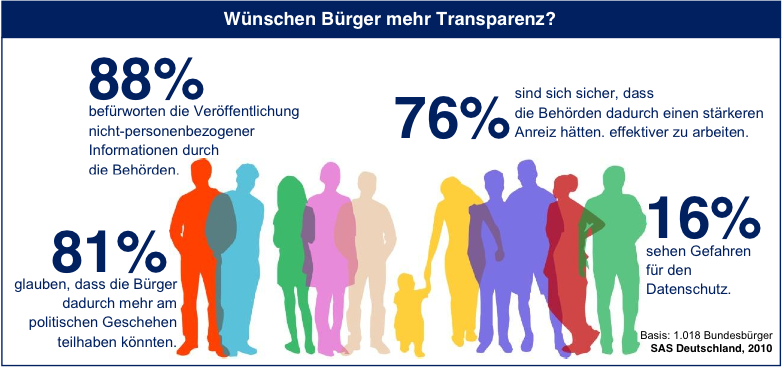 Wünschen Bürger mehr Transparenz?
88%
befürworten die Veröffentlichung
nicht-personenbezogener
Informationen durch
die Behörden.
76%
sind sich sicher, dass
die Behörden dadurch einen stärkeren
Anreiz hätten. effektiver zu arbeiten.
81%
glauben, dass die Bürger
dadurch mehr am
politischen Geschehen
teilhaben könnten.
16%
sehen Gefahren
für den
Datenschutz.
Basis: 1.018 Bundesbürger
SAS Deutschland, 2010